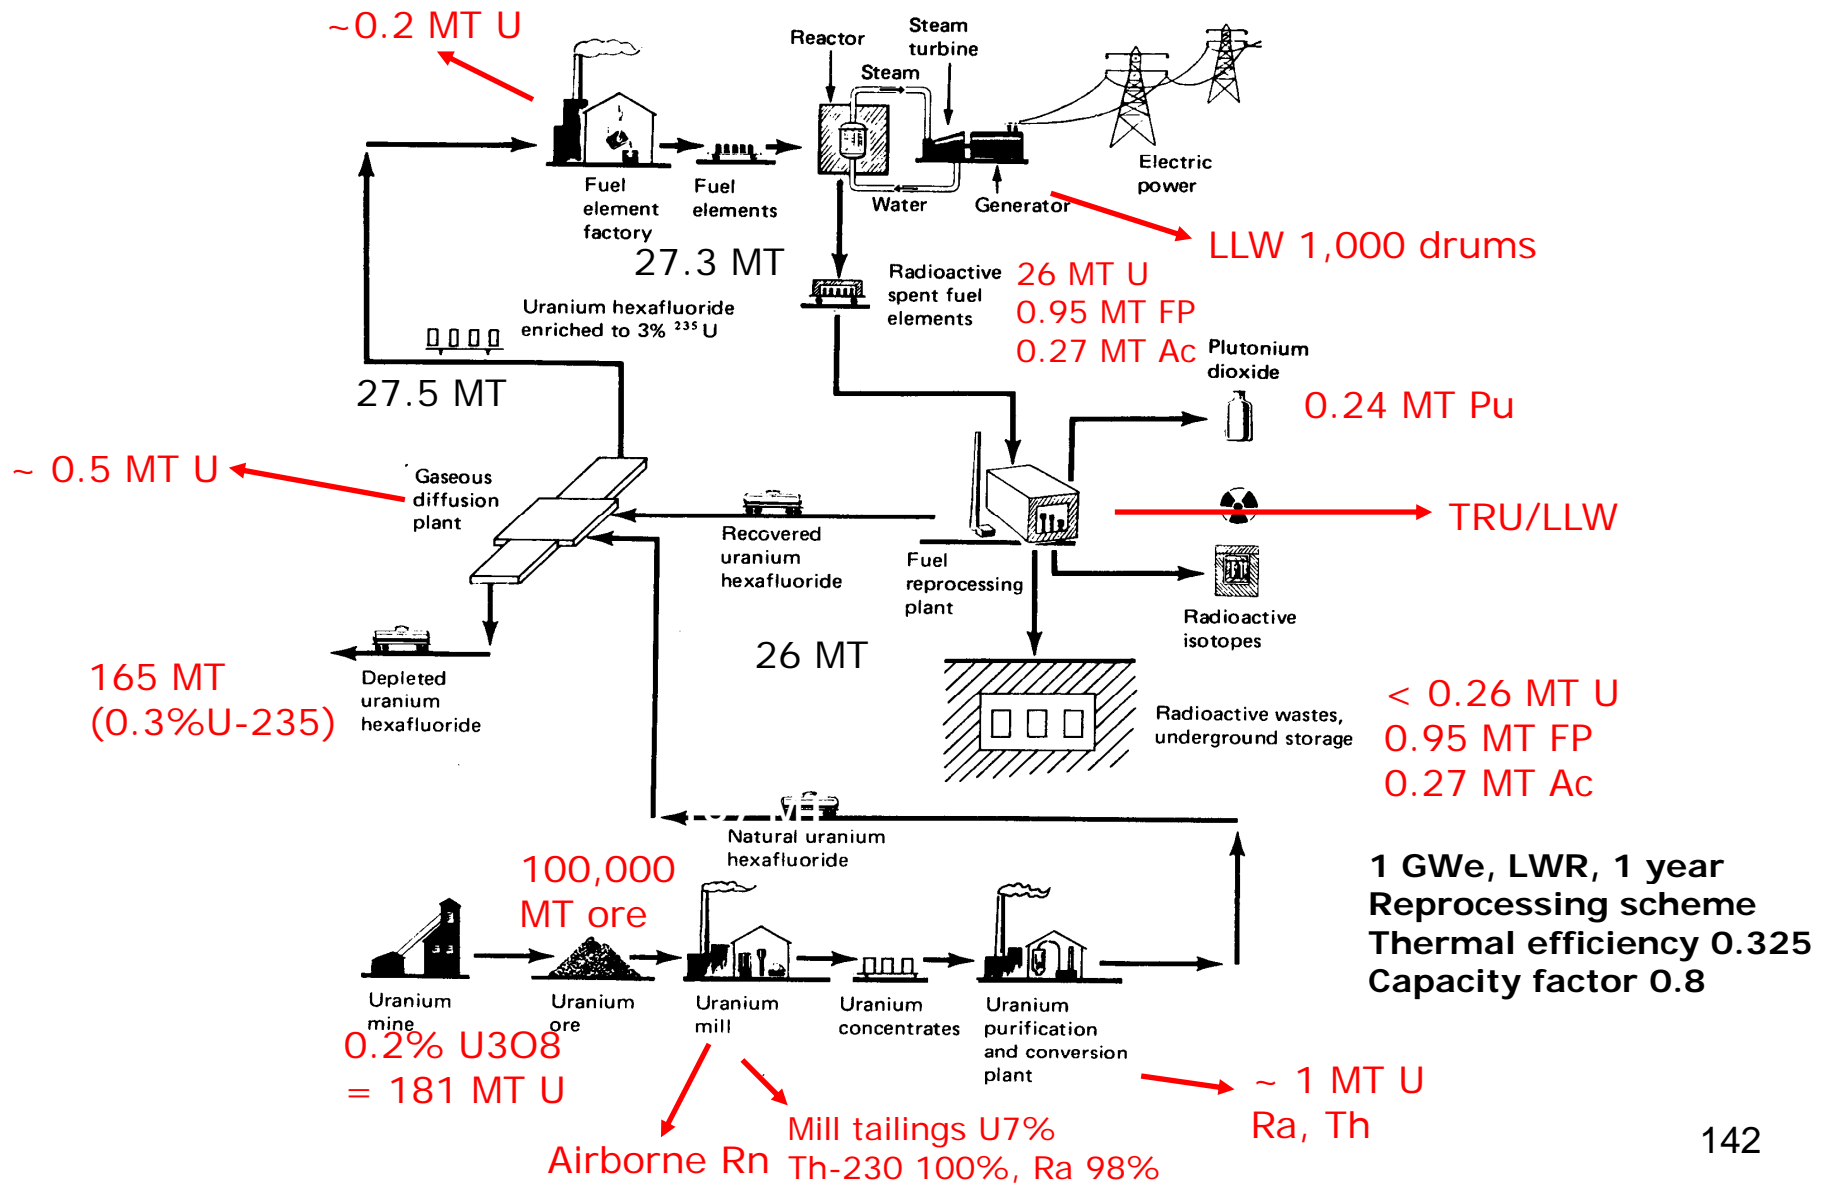 ~0.2 MT U
Reactor
Steam
turbine
Steam
Electric
power
Fuel
element
factory
Fuel
elements
Water
Generator
27.3 MT
LLW 1,000 drums
Radioactive
spent fuel
elements
26 MT U
0.95 MT FP
0.27 MT Ac
Uranium hexafluoride
enriched to 3% ²³⁵U
27.5 MT
Plutonium
dioxide
0.24 MT Pu
~ 0.5 MT U
Gaseous
diffusion
plant
Recovered
uranium
hexafluoride
Fuel
reprocessing
plant
TRU/LLW
Radioactive
isotopes
26 MT
165 MT
(0.3%U-235)
Depleted
uranium
hexafluoride
Radioactive wastes,
underground storage
< 0.26 MT U
0.95 MT FP
0.27 MT Ac
Natural uranium
hexafluoride
100,000
MT ore
1 GWe, LWR, 1 year
Reprocessing scheme
Thermal efficiency 0.325
Capacity factor 0.8
Uranium
mine
Uranium
ore
Uranium
mill
Uranium
concentrates
Uranium
purification
and conversion
plant
0.2% U3O8
= 181 MT U
~ 1 MT U
Ra, Th
Airborne Rn
Mill tailings U7%
Th-230 100%, Ra 98%
142